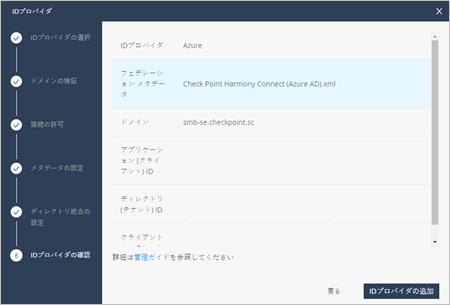 IDプロバイダ
X
IDプロバイダの選択
ドメインの検証
接続の許可
メタデータの設定
ディレクトリ統合の
設定
6
IDプロバイダの確認
IDプロバイダ
Azure
フェデレーシ
ョン メタデー
タ
Check Point Harmony Connect (Azure AD).xml
ドメイン
smb-se.checkpoint.sc
アプリケーシ
ョン (クライ
アント) ID
ディレクトリ
(テナント) ID
クライアント
詳細は管理ガイドを参照してください
戻る
IDプロバイダの追加